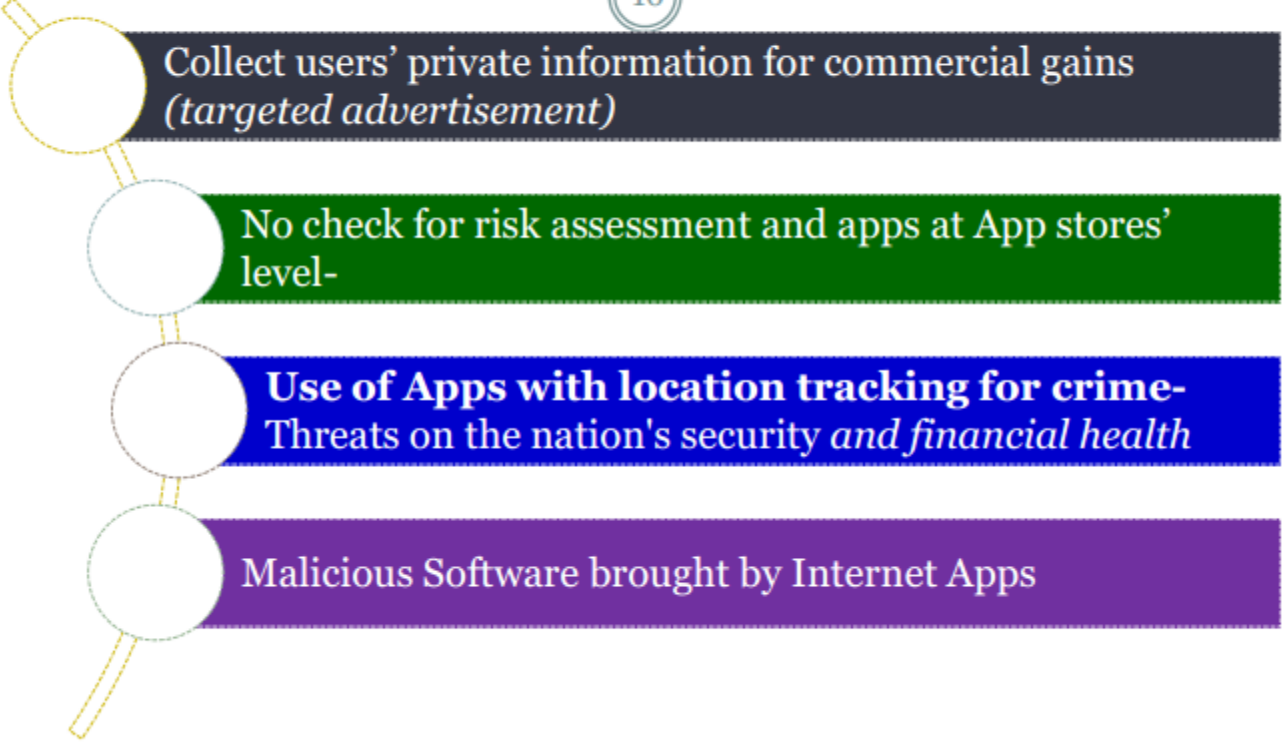 Collect users’ private information for commercial gains
(targeted advertisement)
No check for risk assessment and apps at App stores’
level-
Use of Apps with location tracking for crime-
Threats on the nation's security and financial health
Malicious Software brought by Internet Apps